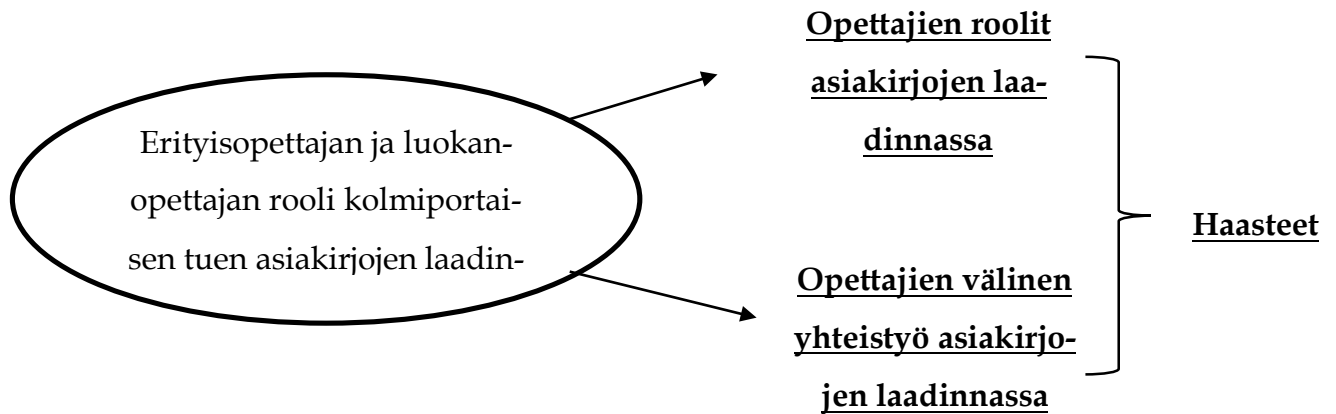 Erityisopettajan ja luokan-
opettajan rooli kolmiportai-
sen tuen asiakirjojen laadin-
Opettajien roolit
asiakirjojen laa-
dinnassa
Opettajien välinen
yhteistyö asiakirjo-
jen laadinnassa
Haasteet